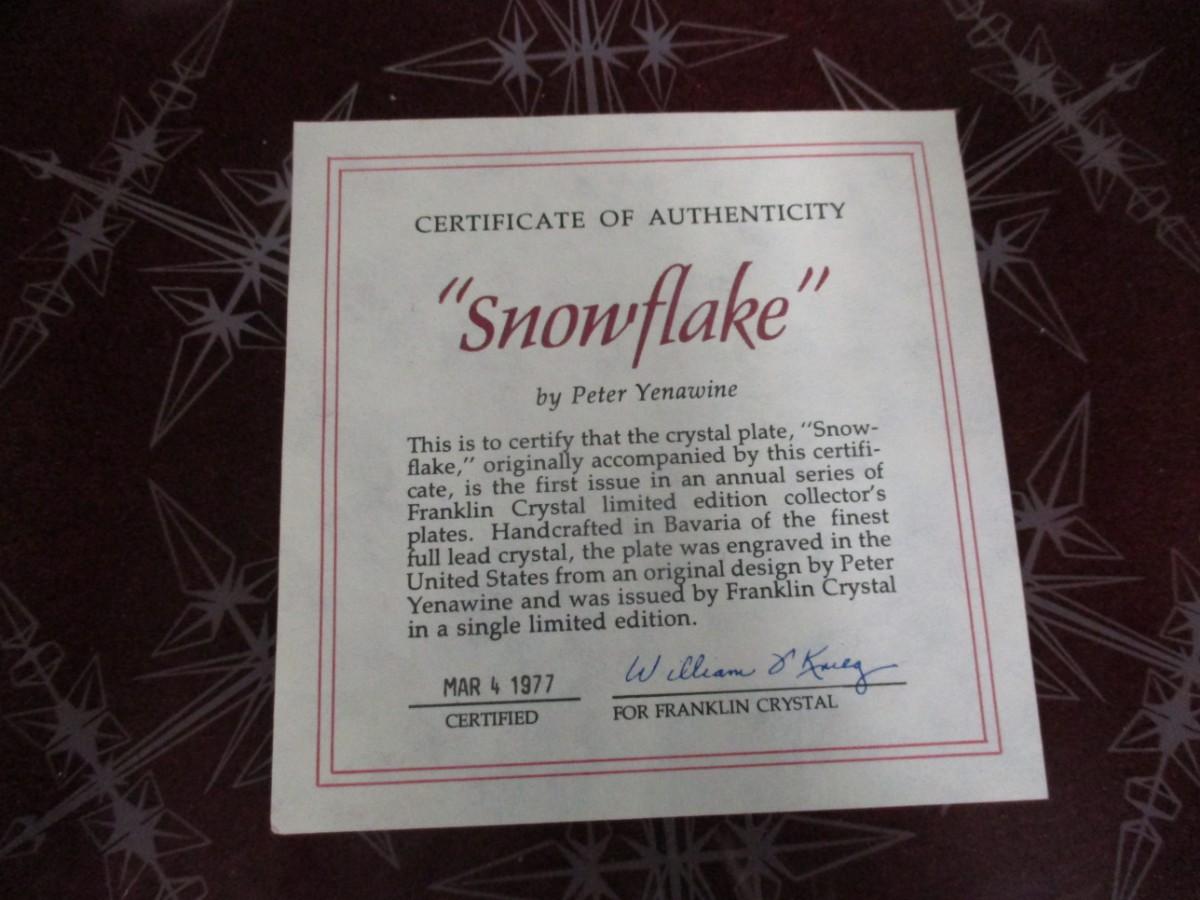 CERTIFICATE OF AUTHENTICITY
"Snowflake"
by Peter Yenawine
This is to certify that the crystal plate, "Snow-
flake," originally accompanied by this certifi-
cate, is the first issue in an annual series of
Franklin Crystal limited edition collector's
plates. Handcrafted in Bavaria of the finest
full lead crystal, the plate was engraved in the
United States from an original design by Peter
Yenawine and was issued by Franklin Crystal
in a single limited edition.
William
MAR 4 1977
CERTIFIED
FOR FRANKLIN CRYSTAL